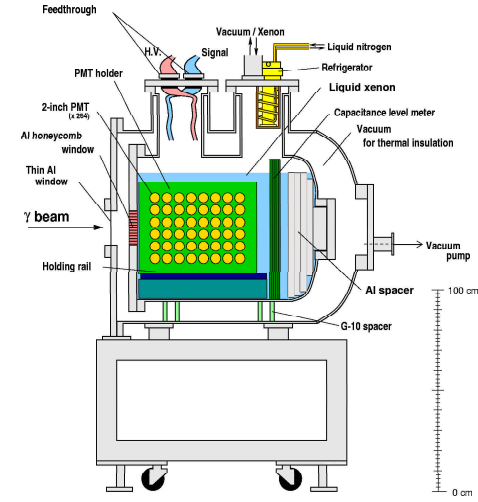 Feedthrough
Vacuum / Xenon
H.V.
Signal
Liquid nitrogen
Refrigerator
PMT holder
Liquid xenon
2-inch PMT
(x 264)
Capacitance level meter
Al honeycomb
window
Vacuum
for thermal insulation
Thin Al
window
γ beam
Vacuum
pump
Holding rail
Al spacer
100 cm
G-10 spacer
0 cm